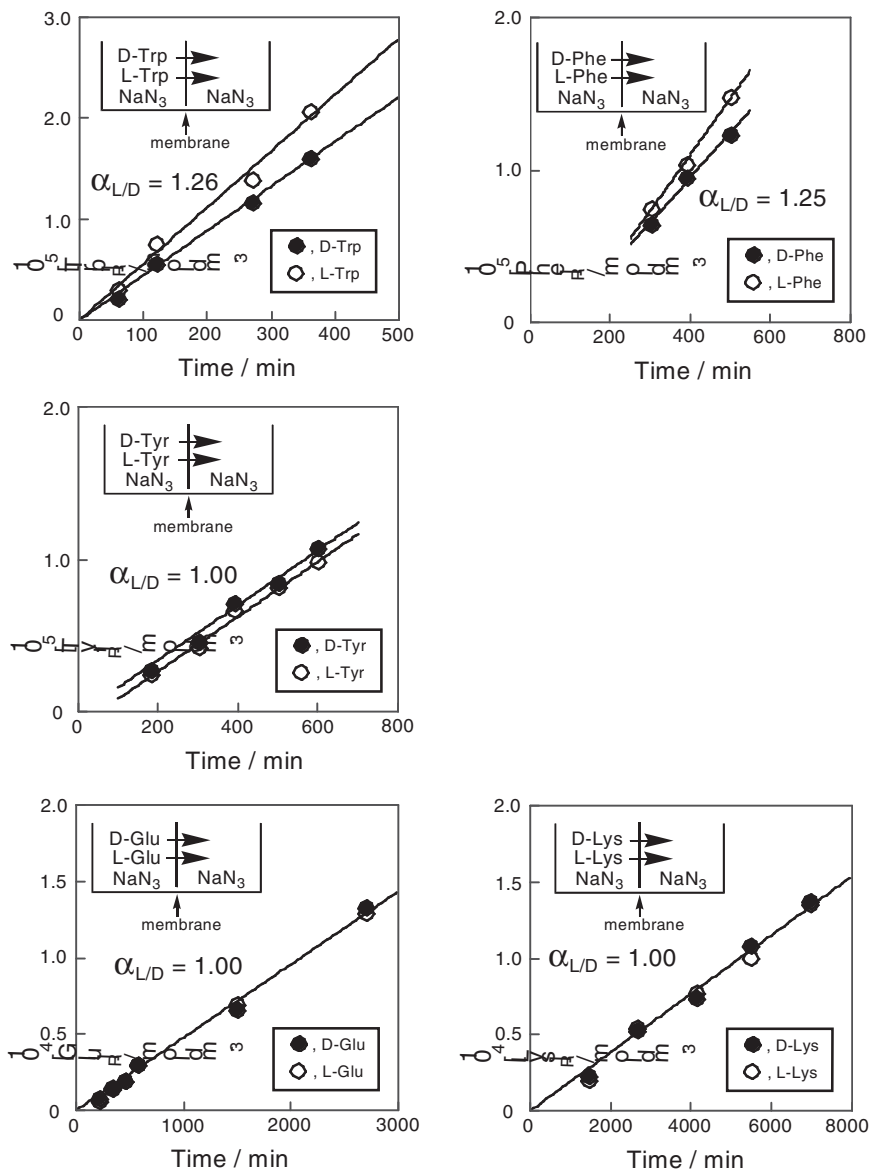 3.0
2.0
1.0
0
D-Trp
L-Trp
NaN3 NaN3
membrane
αL/D = 1.26
, D-Trp
, L-Trp
0 100 200 300 400 500
Time / min
2.0
1.0
0
D-Phe
L-Phe
NaN3 NaN3
membrane
αL/D = 1.25
, D-Phe
, L-Phe
0 200 400 600 800
Time / min
2.0
1.0
0
D-Tyr
L-Tyr
NaN3 NaN3
membrane
αL/D = 1.00
, D-Tyr
, L-Tyr
0 200 400 600 800
Time / min
2.0
1.5
1.0
0.5
0
D-Glu
L-Glu
NaN3 NaN3
membrane
αL/D = 1.00
, D-Glu
, L-Glu
0 1000 2000 3000
Time / min
2.0
1.5
1.0
0.5
0
D-Lys
L-Lys
NaN3 NaN3
membrane
αL/D = 1.00
, D-Lys
, L-Lys
0 2000 4000 6000 8000
Time / min